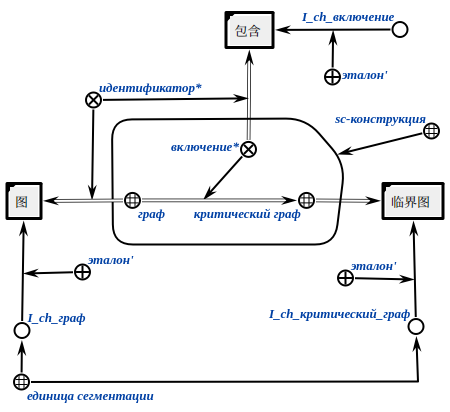 I_ch_включение
包含
эталон'
идентификатор*
sc-конструкция
включение*
图
граф
критический граф
临界图
эталон'
эталон'
I_ch_граф
I_ch_критический_граф
единица сегментации